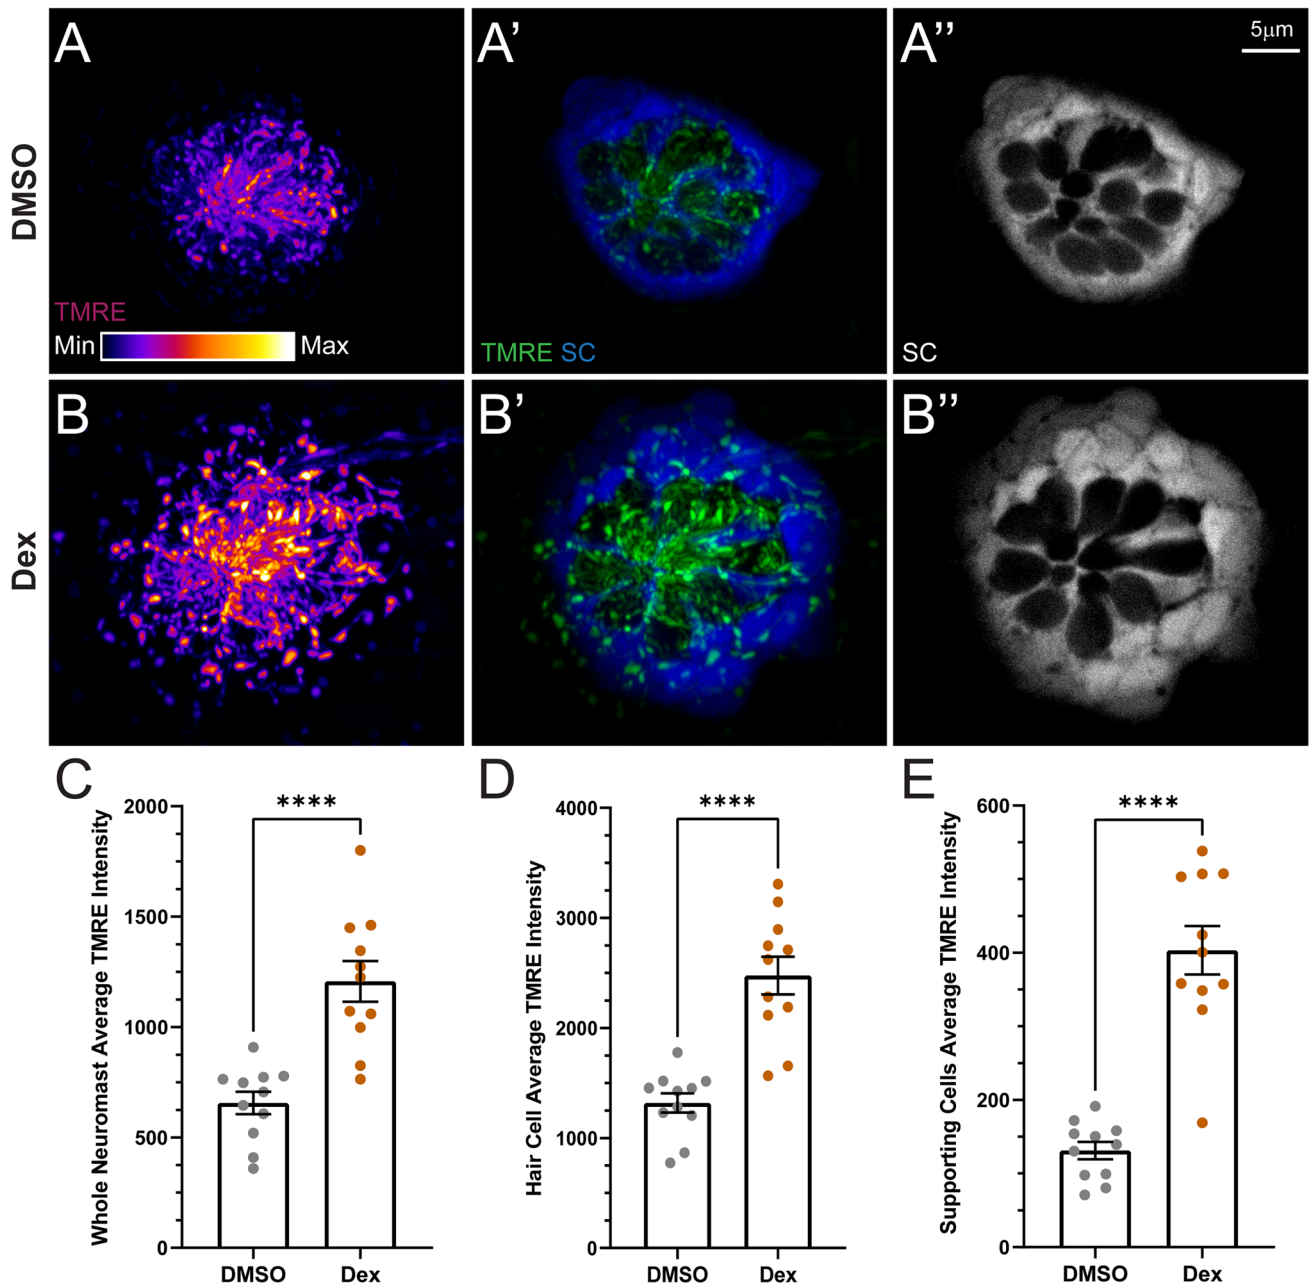 A
A’
A’’
5μm
DMSO
TMRE
Min
Max
TMRE SC
SC
B
B’
B’’
Dex
C
D
E
Whole Neuromast Average TMRE Intensity
2000
1500
1000
500
0
****
DMSO
Dex
Hair Cell Average TMRE Intensity
4000
3000
2000
1000
0
****
DMSO
Dex
Supporting Cells Average TMRE Intensity
600
400
200
0
****
DMSO
Dex